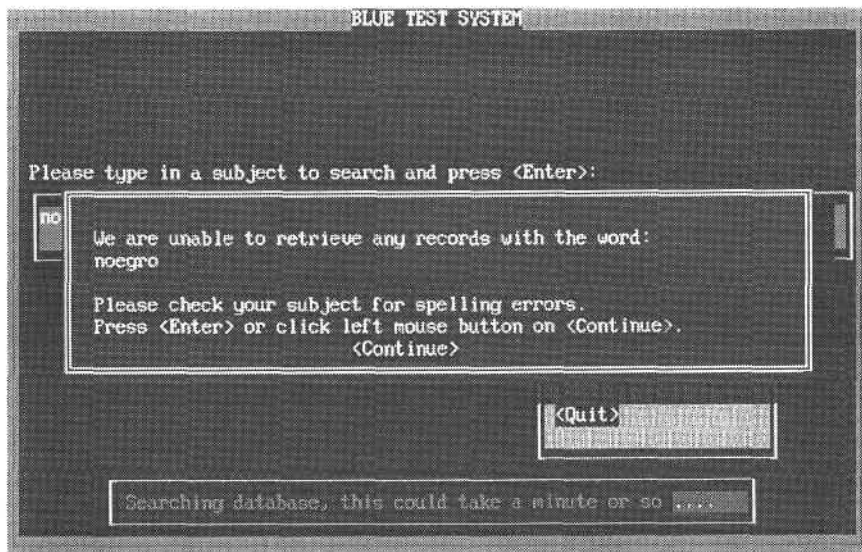 BLUE TEST SYSTEM
Please type in a subject to search and press <Enter>:
no
We are unable to retrieve any records with the word:
noegro
Please check your subject for spelling errors.
Press <Enter> or click left mouse button on <Continue>.
<Continue>
<Quit>
Searching database, this could take a minute or so ....